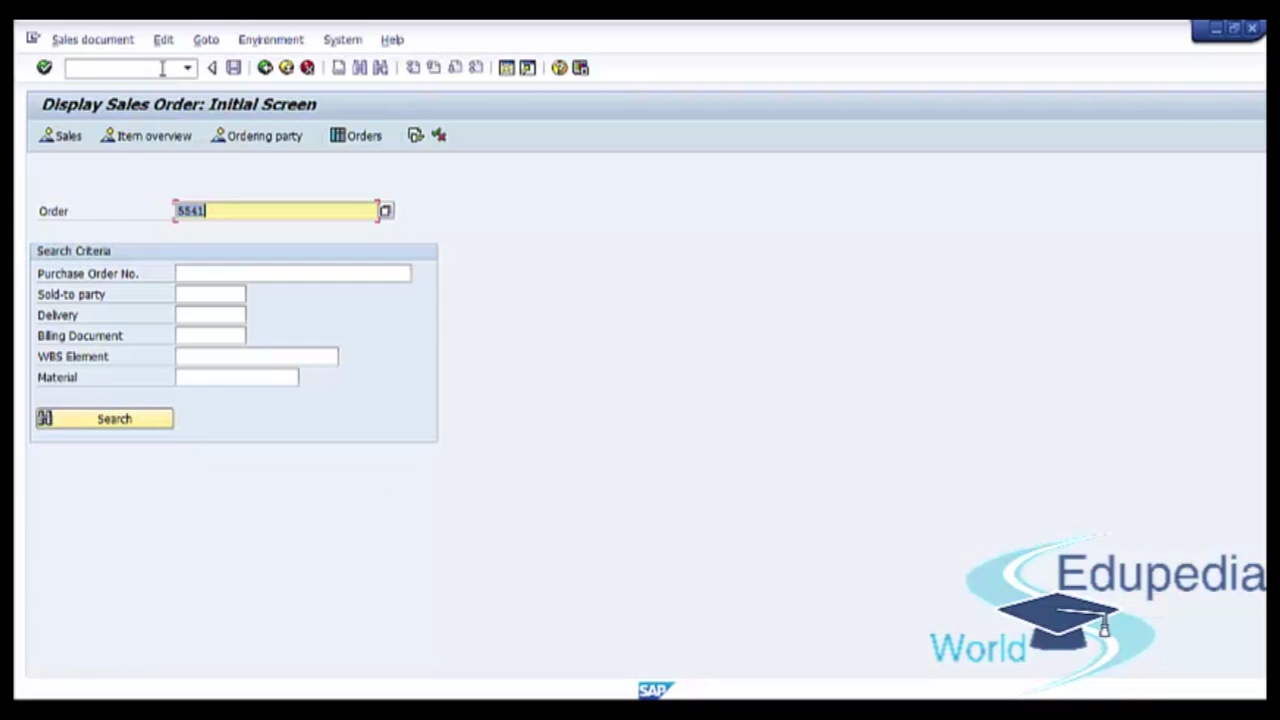 Sales document Edit Goto Environment System Help
Display Sales Order: Initial Screen
Sales Item overview Ordering party Orders
Order 5541
Search Criteria
Purchase Order No.
Sold-to party
Delivery
Billing Document
WBS Element
Material
Search
Edupedia
World
SAP